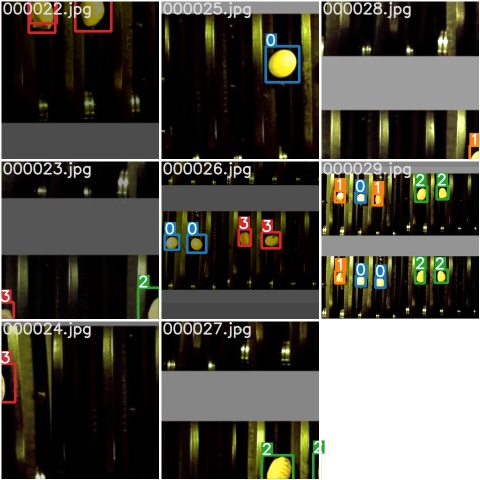 000022.jpg
000025.jpg
0
000028.jpg
1
000023.jpg
3
2
000026.jpg
0 0 3 3
000029.jpg
1 0 1 2 2
1 0 0 2 2
000024.jpg
3
000027.jpg
2 2